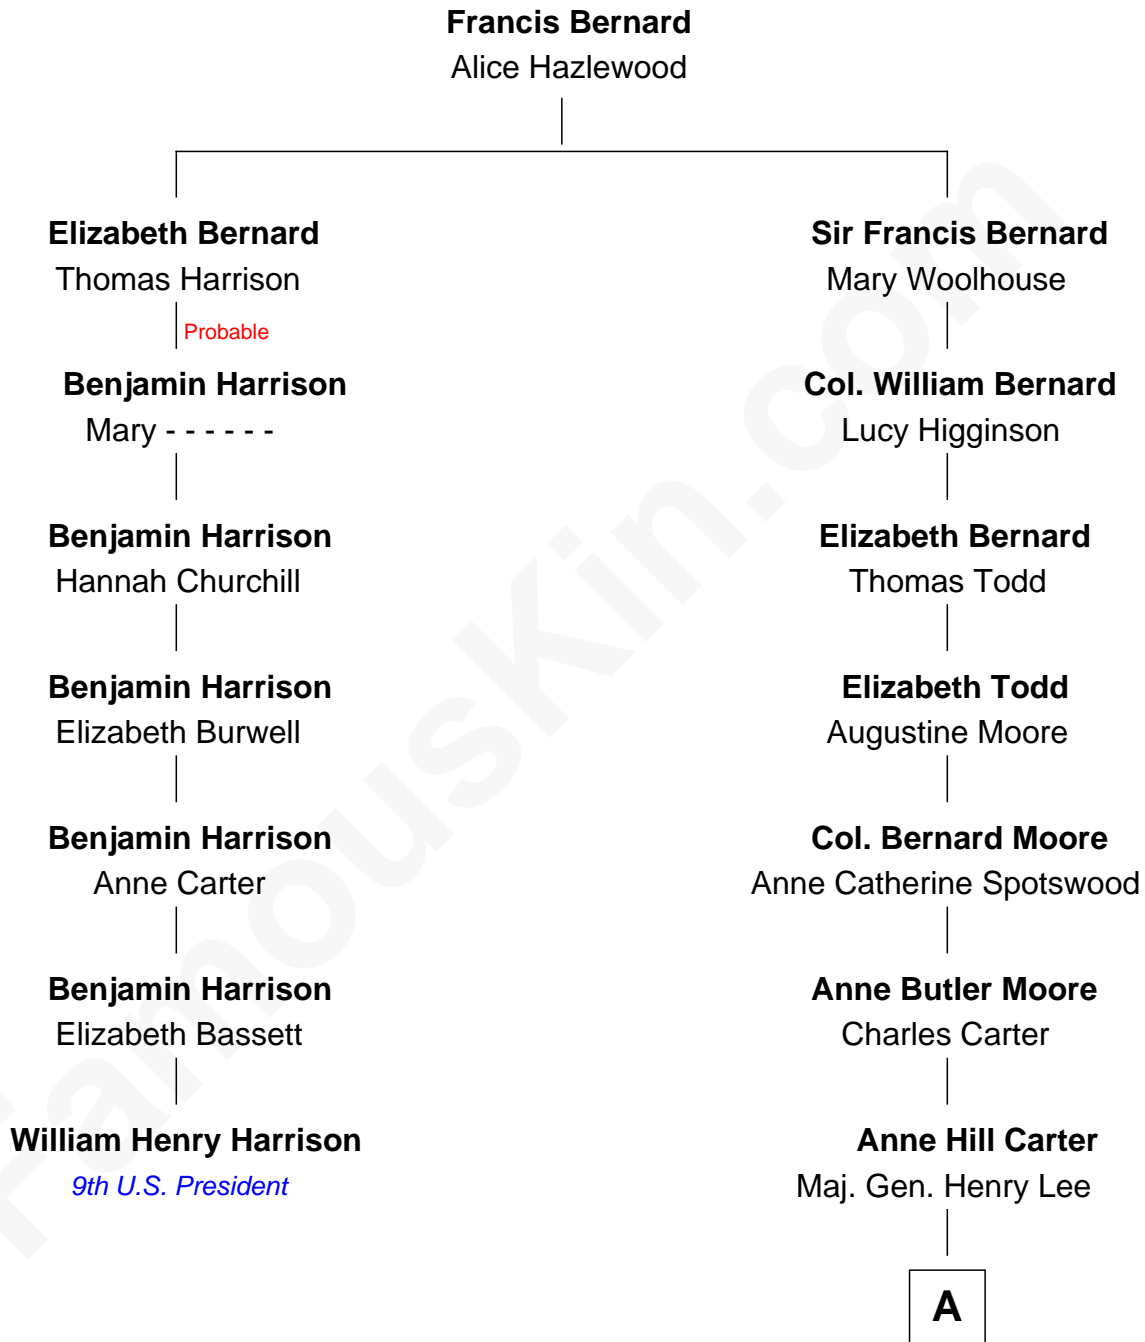 Francis Bernard
Alice Hazlewood
Elizabeth Bernard
Thomas Harrison
Probable
Benjamin Harrison
Mary - - - - - -
Benjamin Harrison
Hannah Churchill
Benjamin Harrison
Elizabeth Burwell
Benjamin Harrison
Anne Carter
Benjamin Harrison
Elizabeth Bassett
William Henry Harrison
9th U.S. President
Sir Francis Bernard
Mary Woolhouse
Col. William Bernard
Lucy Higginson
Elizabeth Bernard
Thomas Todd
Elizabeth Todd
Augustine Moore
Col. Bernard Moore
Anne Catherine Spotswood
Anne Butler Moore
Charles Carter
Anne Hill Carter
Maj. Gen. Henry Lee
A
FamousKin.com